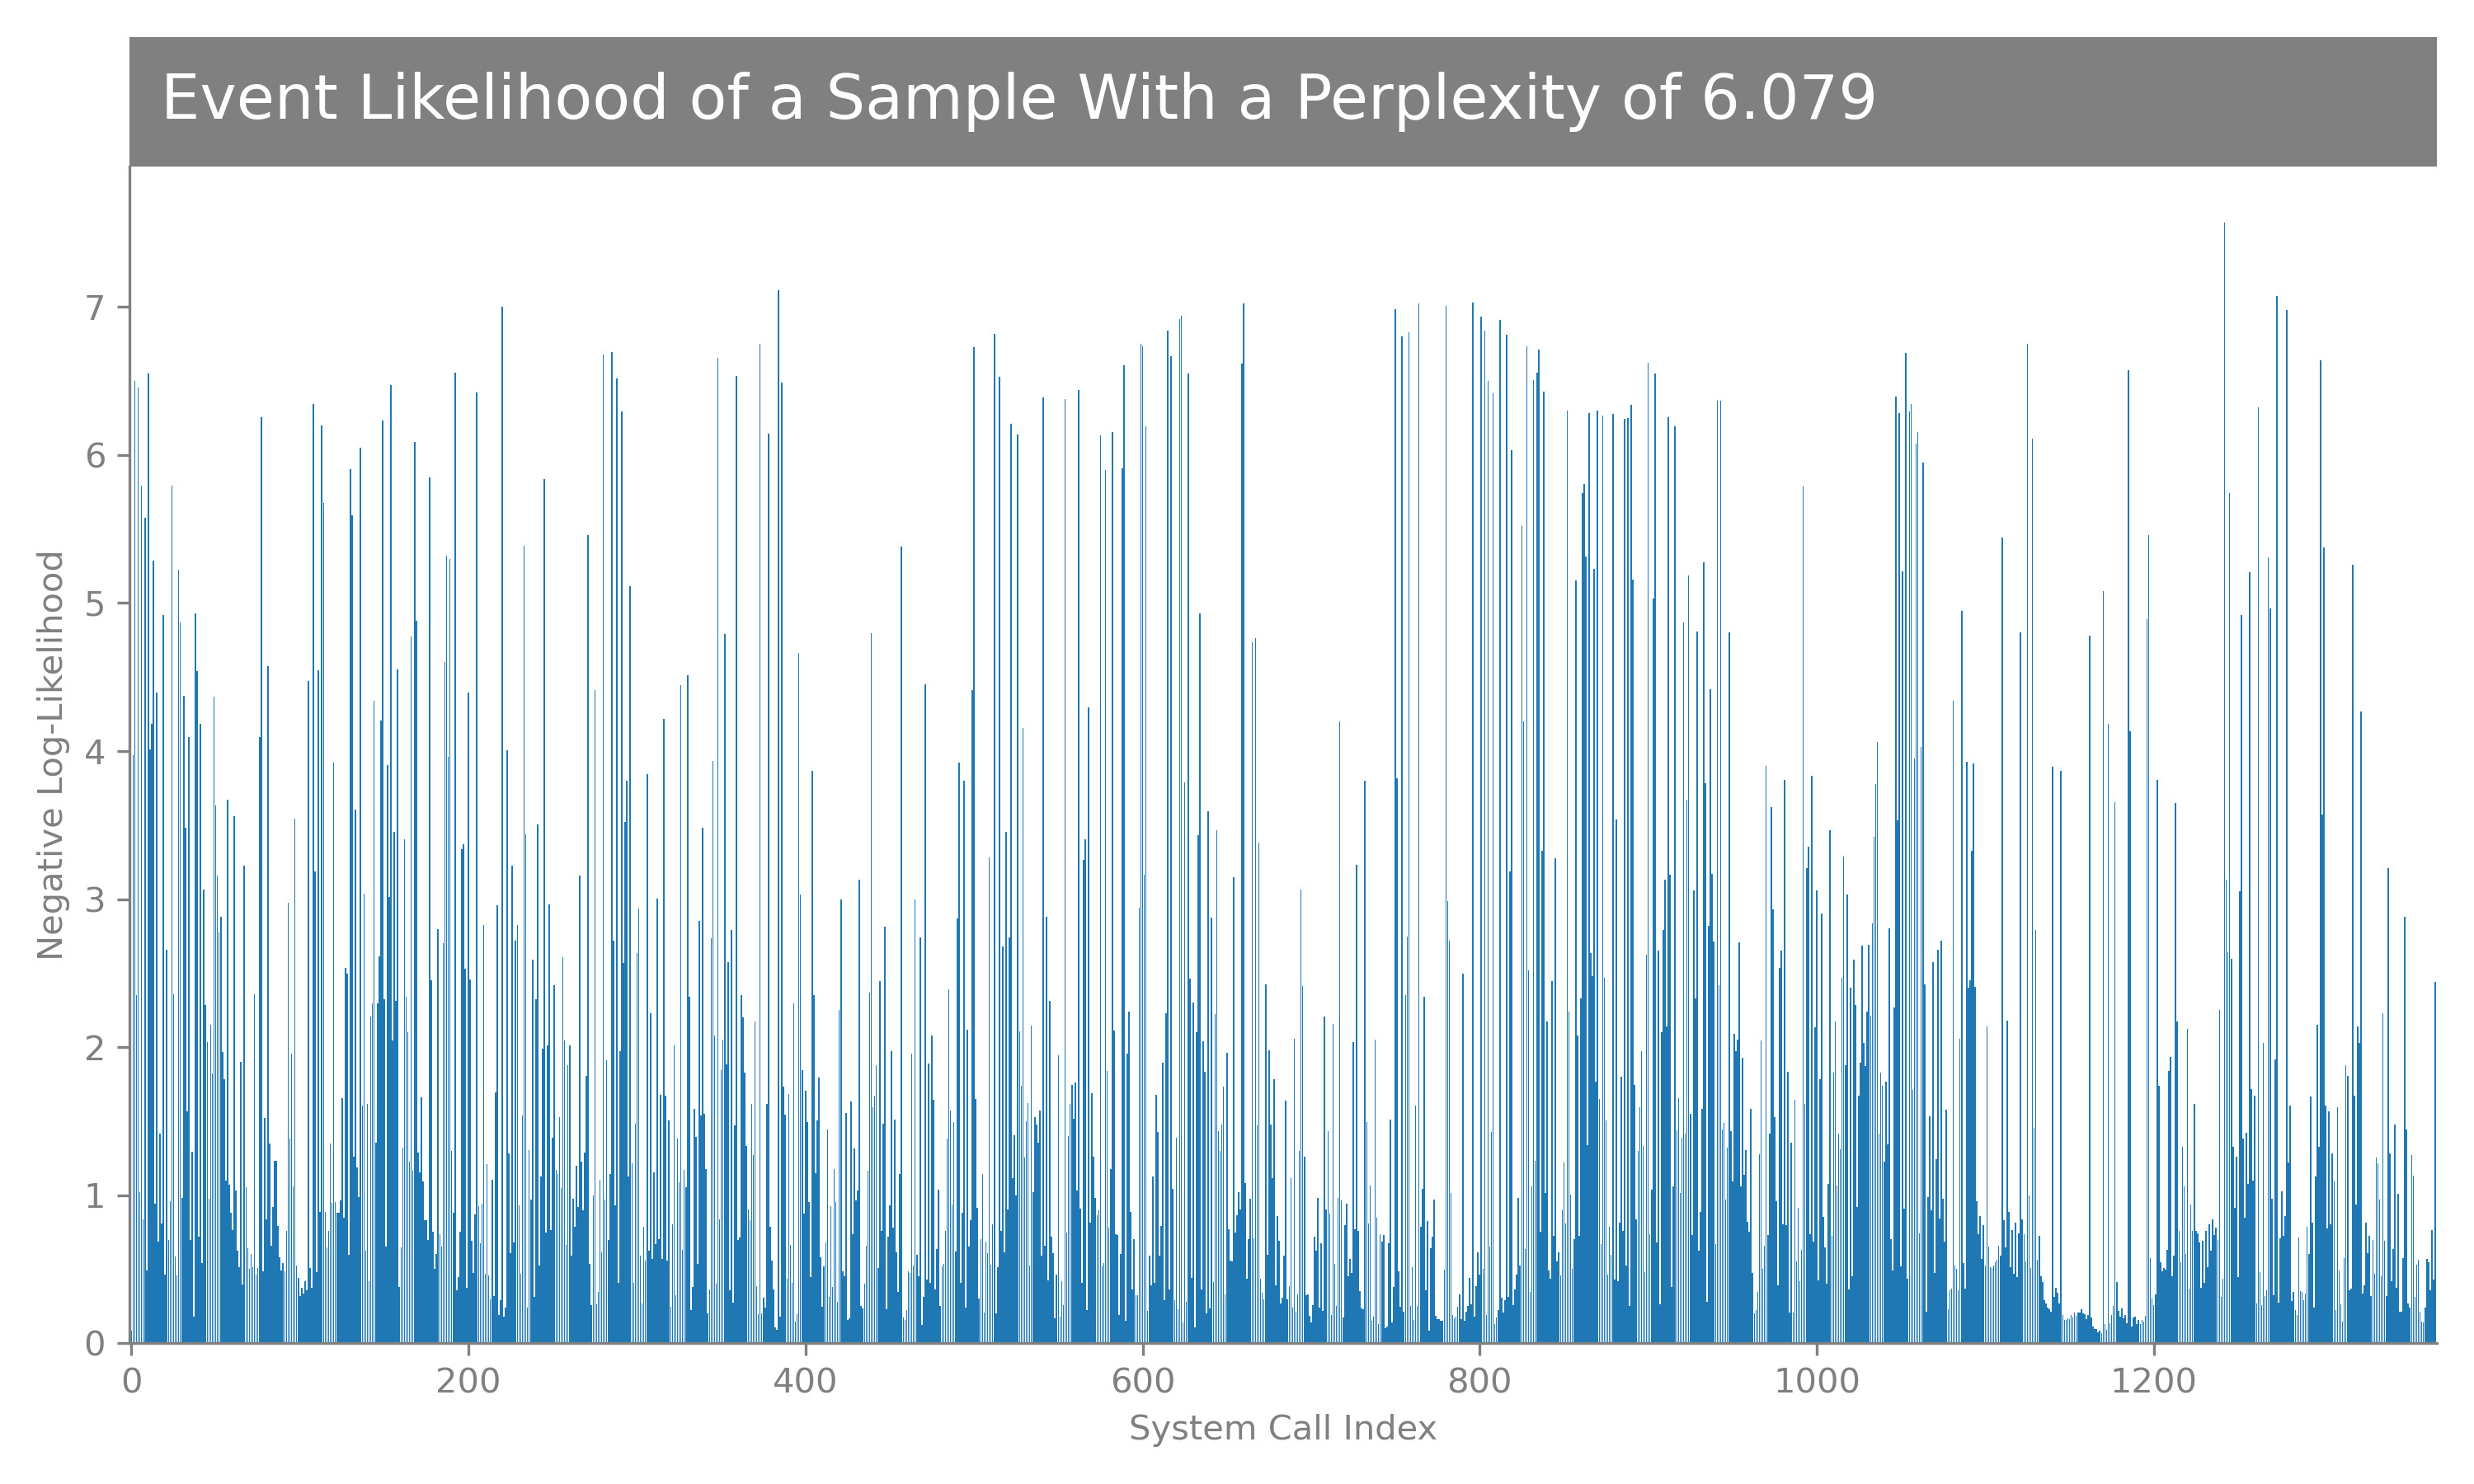 Event Likelihood of a Sample With a Perplexity of 6.079
7
6
5
4
3
2
1
0
Negative Log-Likelihood
0 200 400 600 800 1000 1200
System Call Index